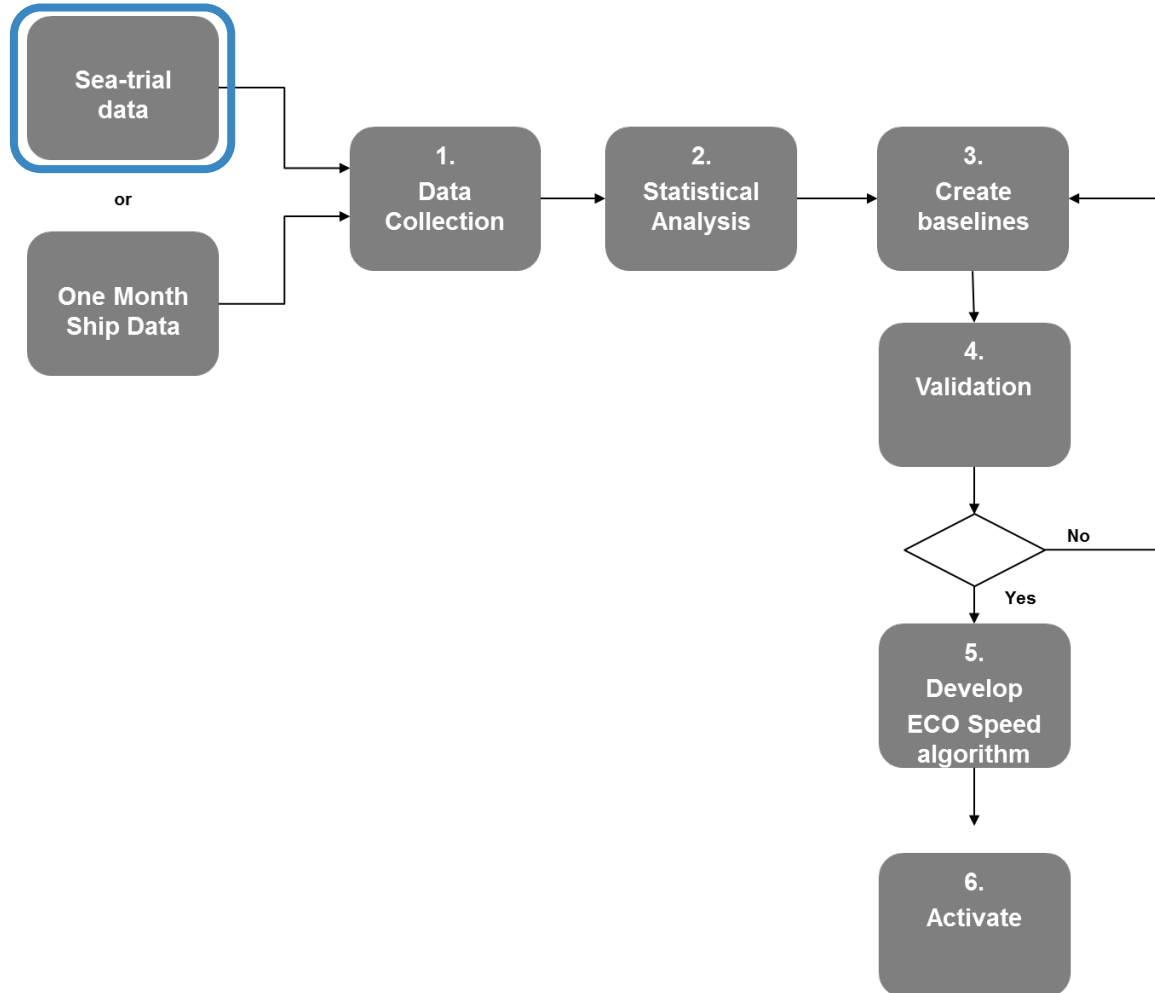 Sea-trial
data
or
One Month
Ship Data
1.
Data
Collection
2.
Statistical
Analysis
3.
Create
baselines
4.
Validation
No
Yes
5.
Develop
ECO Speed
algorithm
6.
Activate